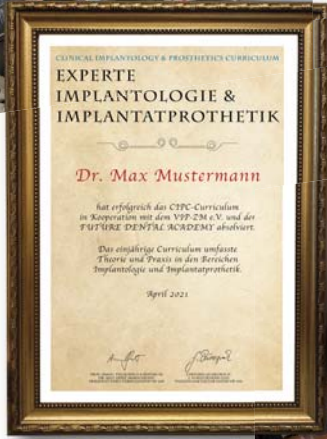 CLINICAL IMPLANTOLOGY & PROSTHETICS CURRICULUM
EXPERTE
IMPLANTOLOGIE &
IMPLANTATPROTHETIK
Dr. Max Mustermann
hat erfolgreich das CIPC-Curriculum
in Kooperation mit dem VIP-ZM e.V. und der
FUTURE DENTAL ACADEMY absolviert.
Das einjährige Curriculum umfasste
Theorie und Praxis in den Bereichen
Implantologie und Implantatprothetik.
April 2021